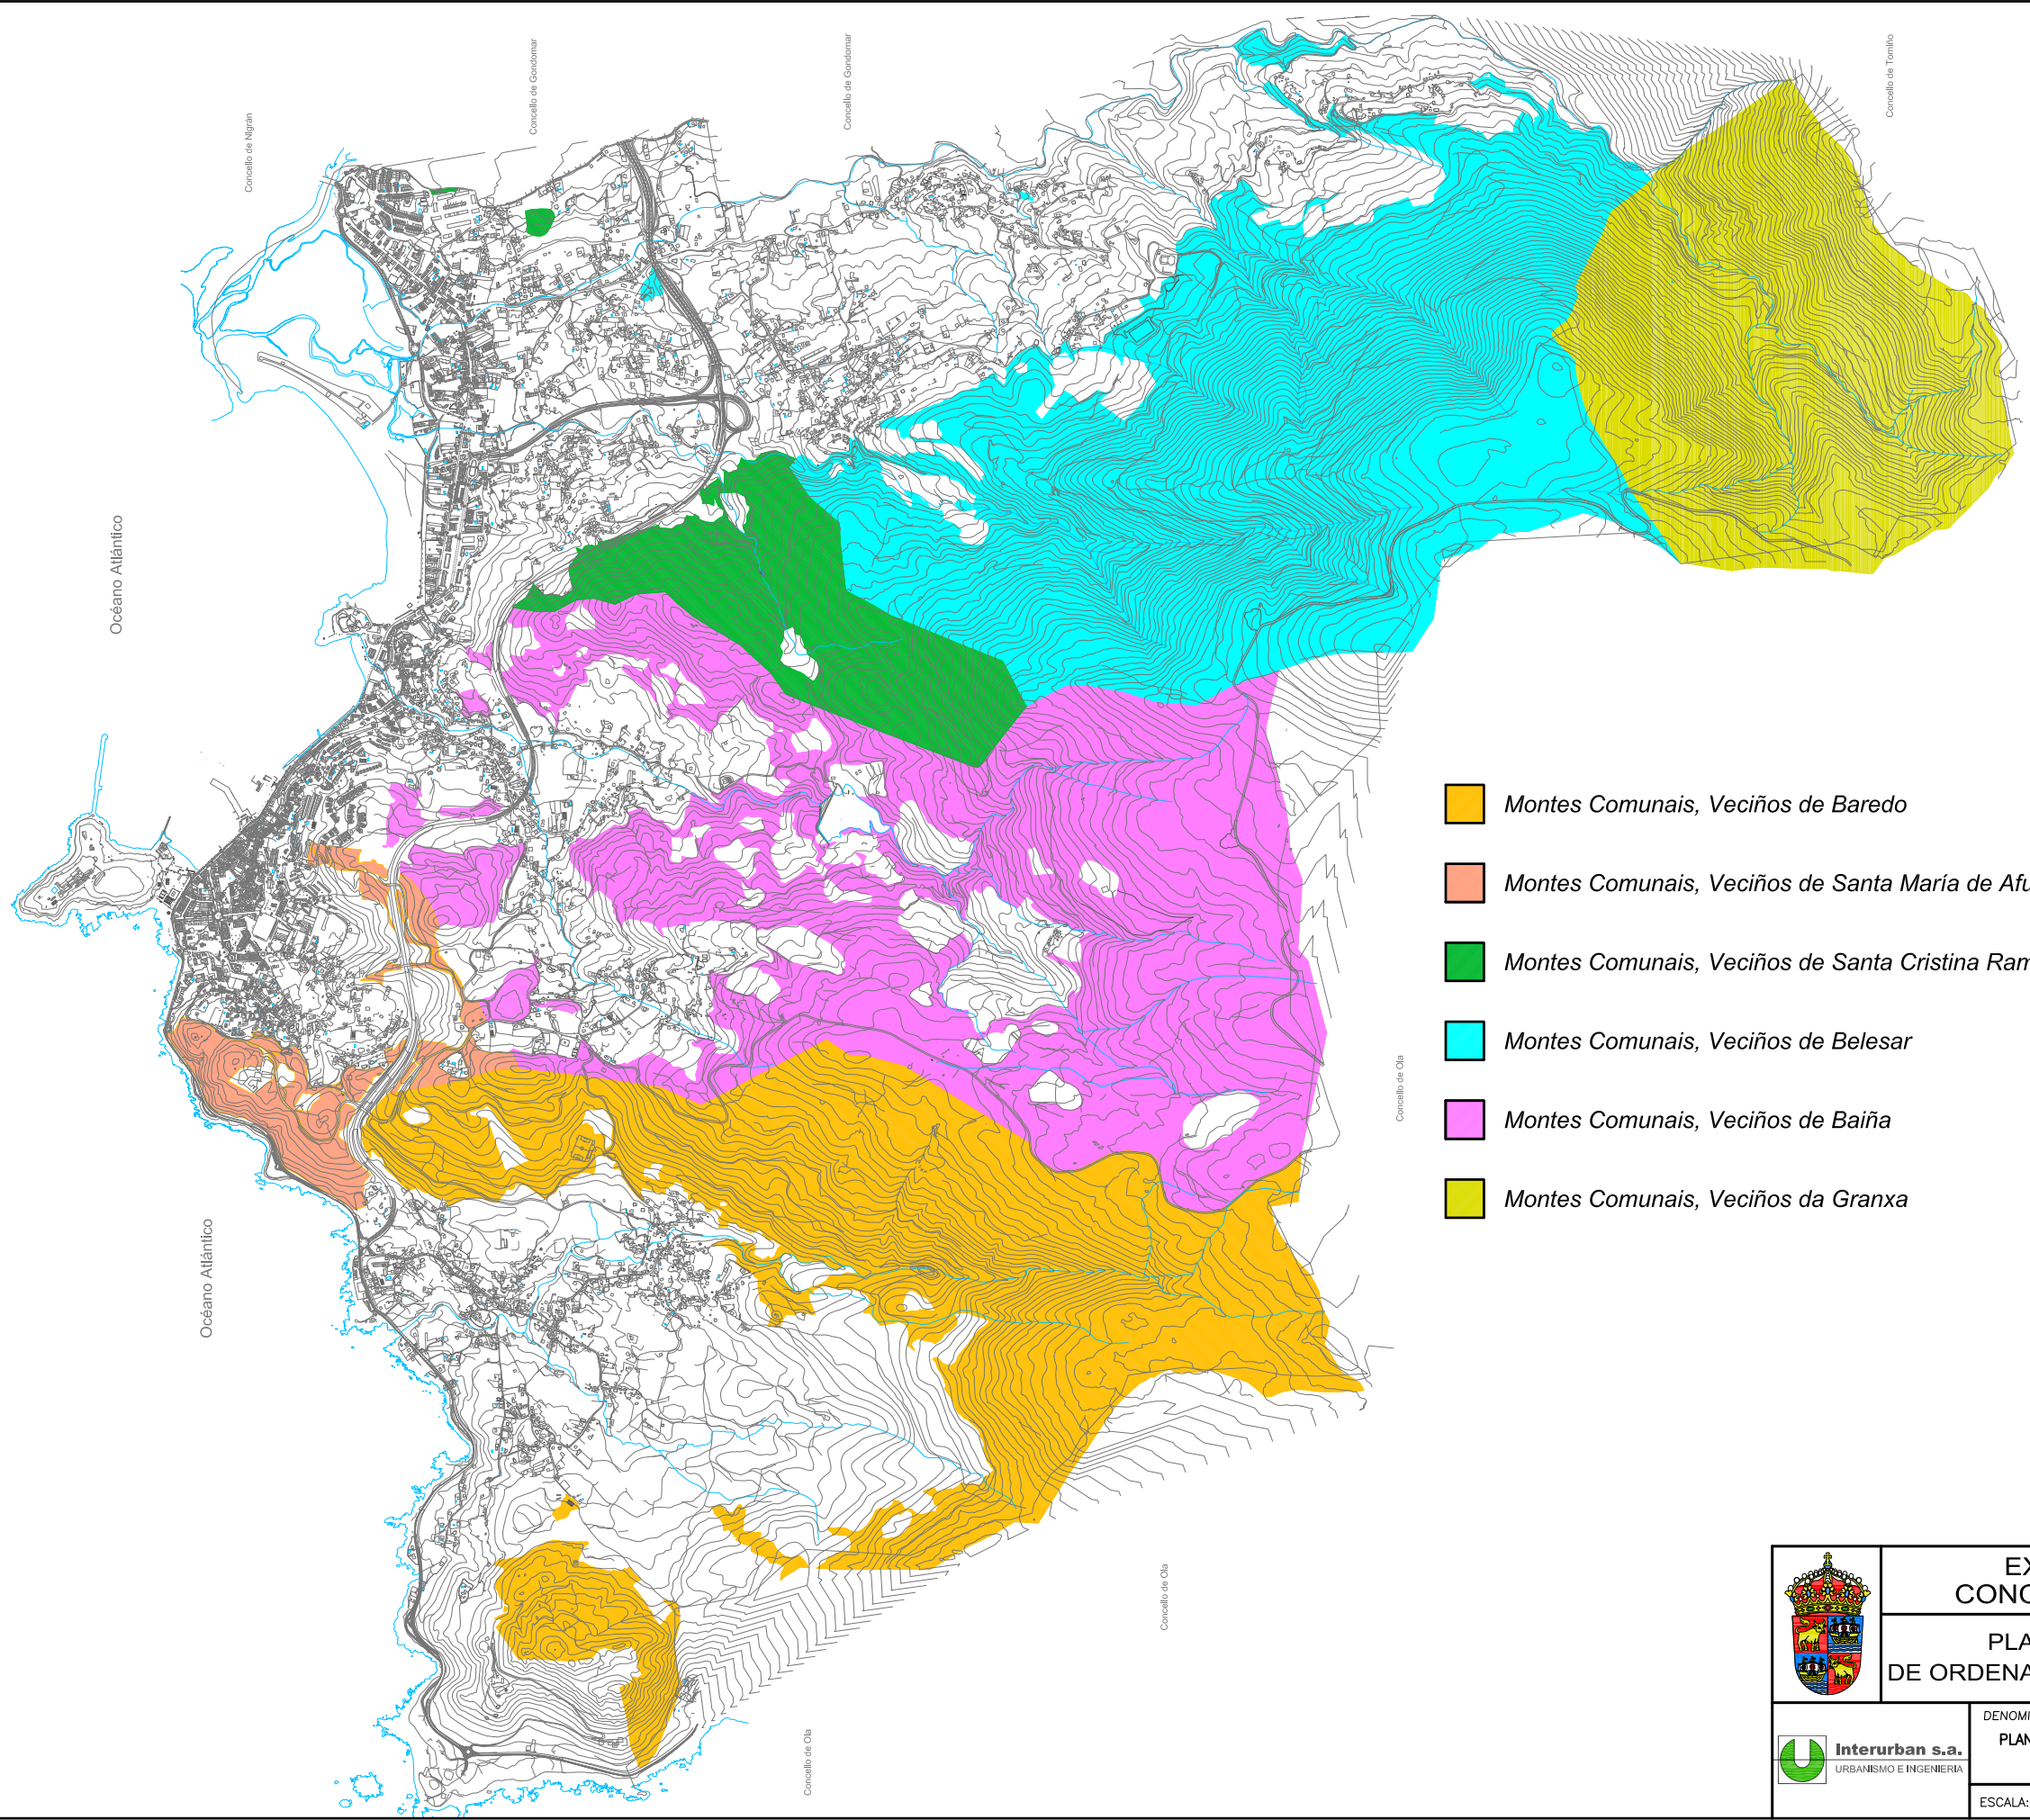 Concello de NIgrán
Concello de Gondomar
Concello de Gondomar
Concello de Tomiño
Océano Atlántico
Montes Comunais, Veciños de Baredo
Montes Comunais, Veciños de Santa María de Afu
Montes Comunais, Veciños de Santa Cristina Ram
Montes Comunais, Veciños de Belesar
Montes Comunais, Veciños de Baiña
Montes Comunais, Veciños da Granxa
Concello de OIa
Océano Atlántico
Concello de OIa
Concello de OIa
EX
CONC
PLA
DE ORDENA
Interurban s.a.
URBANISMO E INGENIERIA
DENOMI
PLAN
ESCALA: